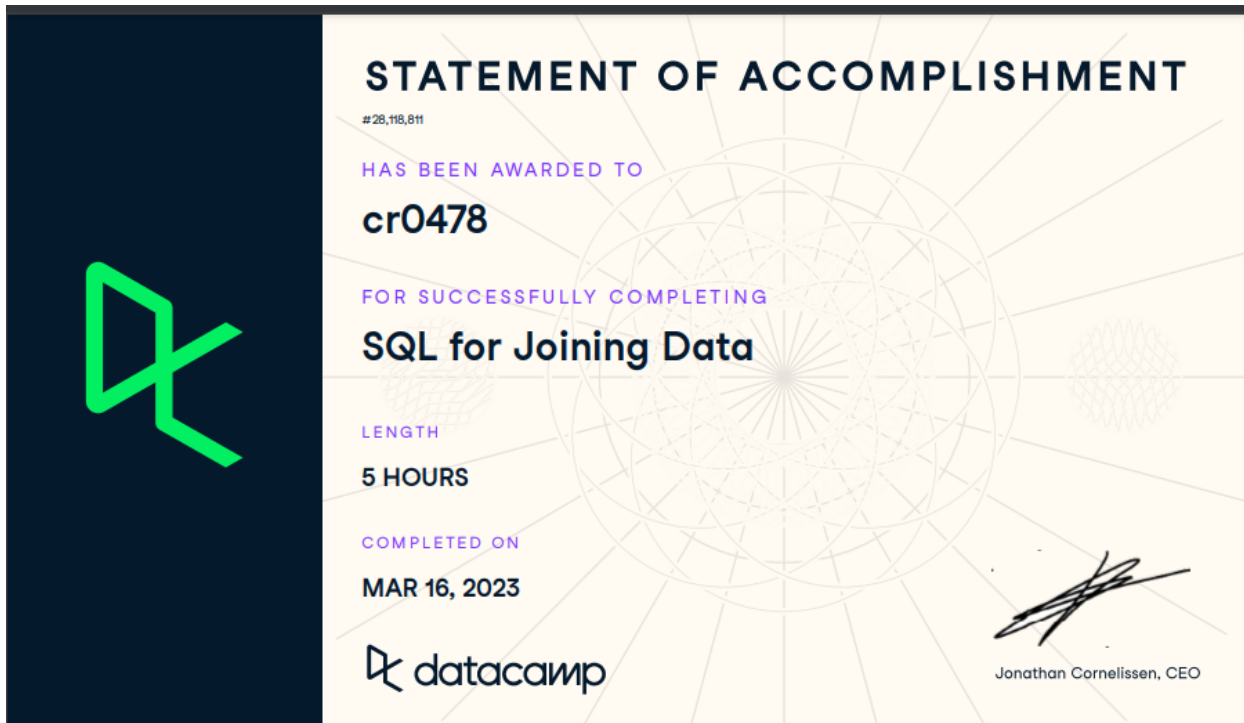 STATEMENT OF ACCOMPLISHMENT
#28,118,811
HAS BEEN AWARDED TO
cr0478
FOR SUCCESSFULLY COMPLETING
SQL for Joining Data
LENGTH
5 HOURS
COMPLETED ON
MAR 16, 2023
datacamp
Jonathan Cornelissen, CEO